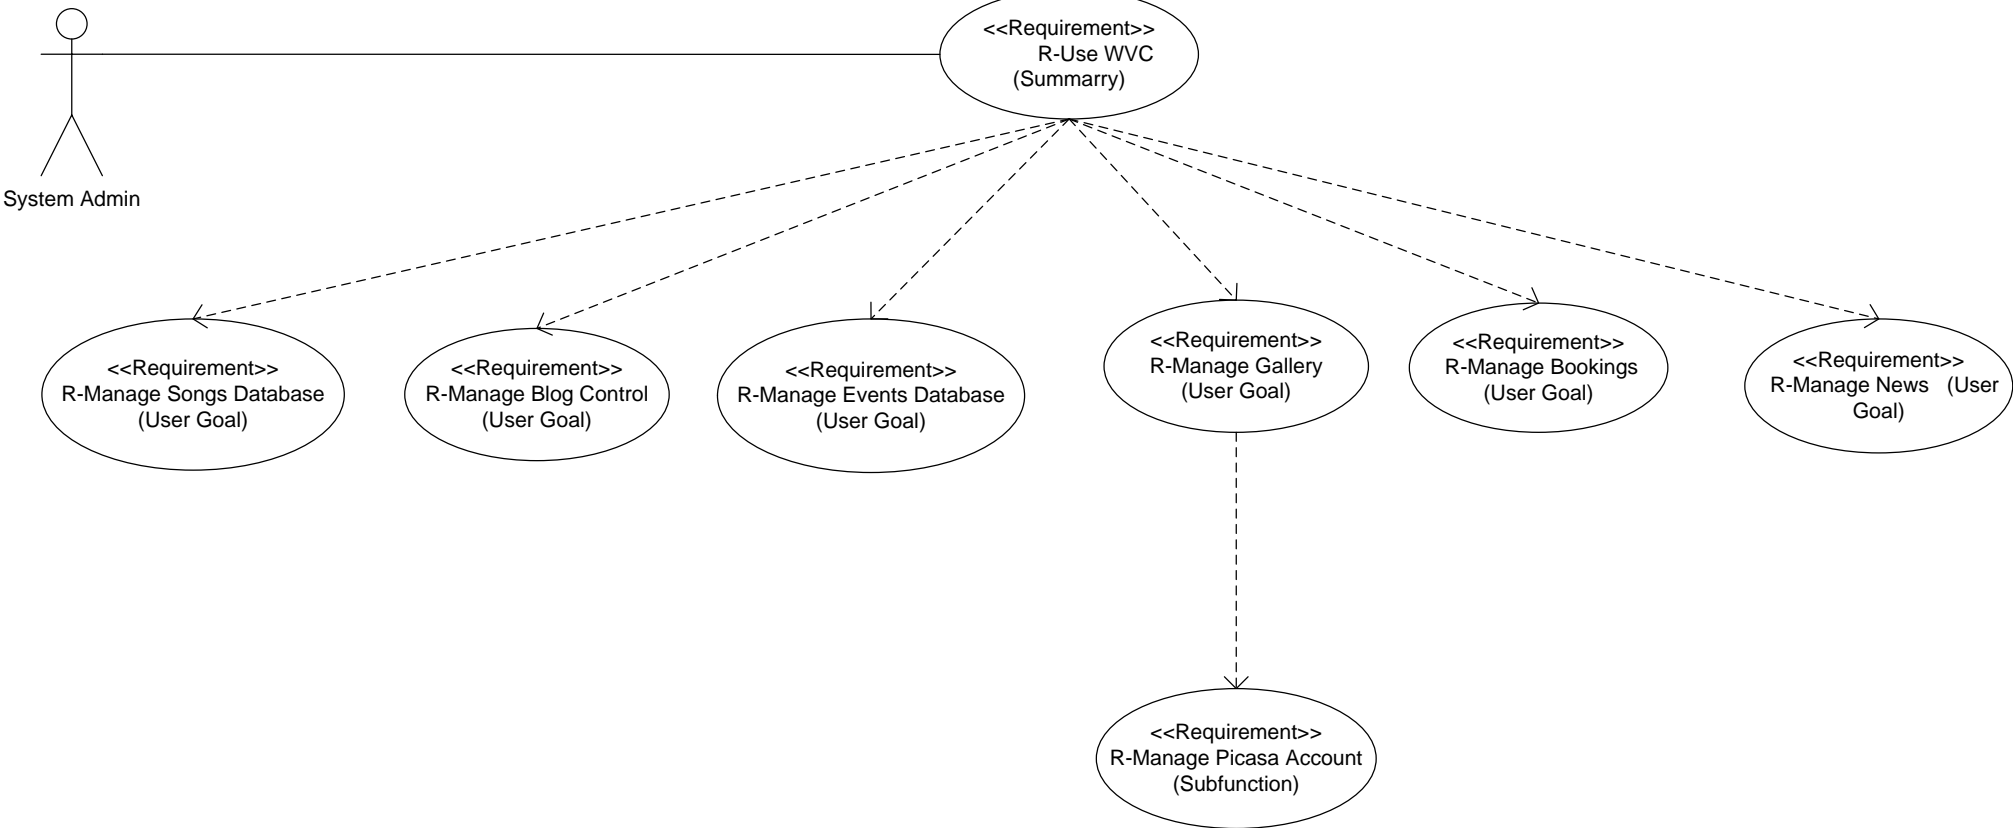 <<Requirement>>
R-Use WVC
(Summarry)
System Admin
<<Requirement>>
R-Manage Songs Database
(User Goal)
<<Requirement>>
R-Manage Blog Control
(User Goal)
<<Requirement>>
R-Manage Events Database
(User Goal)
<<Requirement>>
R-Manage Gallery
(User Goal)
<<Requirement>>
R-Manage Bookings
(User Goal)
<<Requirement>>
R-Manage News (User
Goal)
<<Requirement>>
R-Manage Picasa Account
(Subfunction)